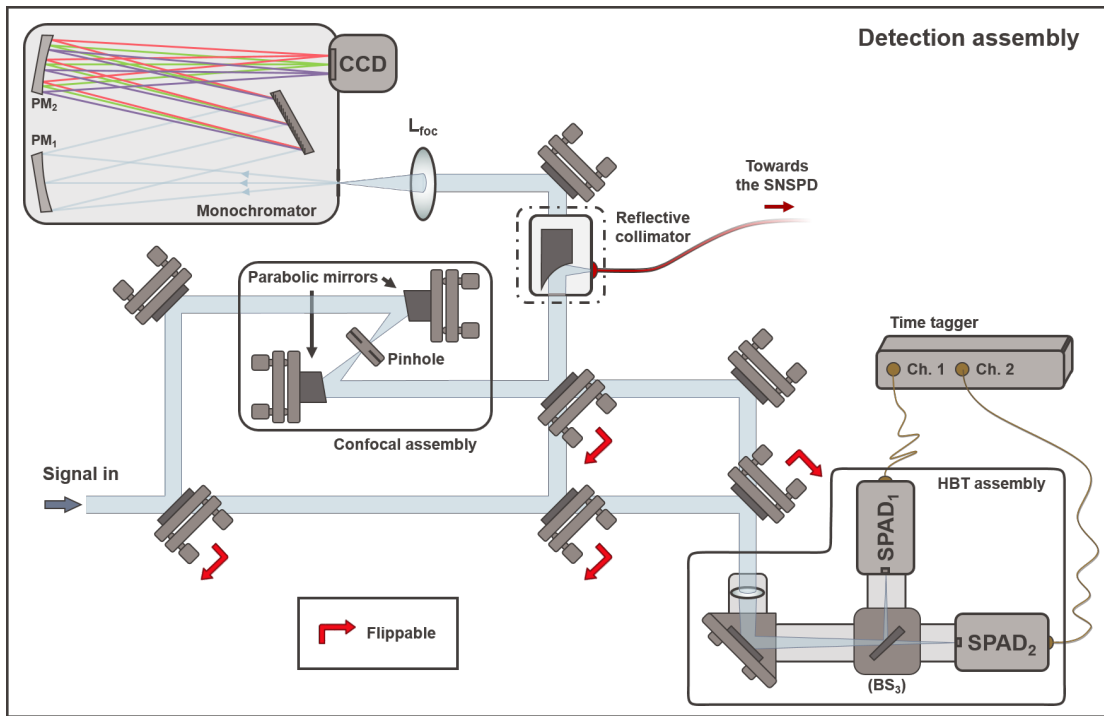 Detection assembly
CCD
PM2
PM1
Monochromator
Lfoc
Towards
the SNSPD
Reflective
collimator
Parabolic mirrors
Pinhole
Confocal assembly
Time tagger
Ch. 1
Ch. 2
Signal in
HBT assembly
SPAD1
SPAD2
(BS3)
Flippable